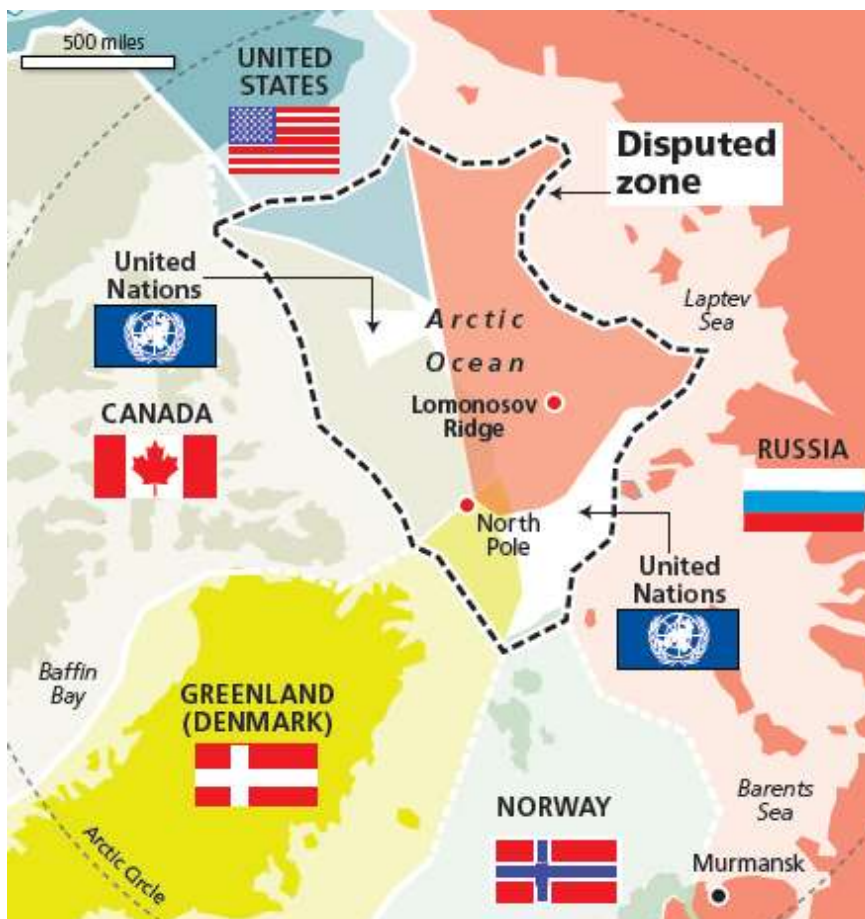 500 miles
UNITED
STATES
Disputed
zone
United
Nations
Laptev
Sea
Arctic
Ocean
CANADA
Lomonosov
Ridge
RUSSIA
North
Pole
United
Nations
Baffin
Bay
GREENLAND
(DENMARK)
NORWAY
Barents
Sea
Arctic Circle
Murmansk